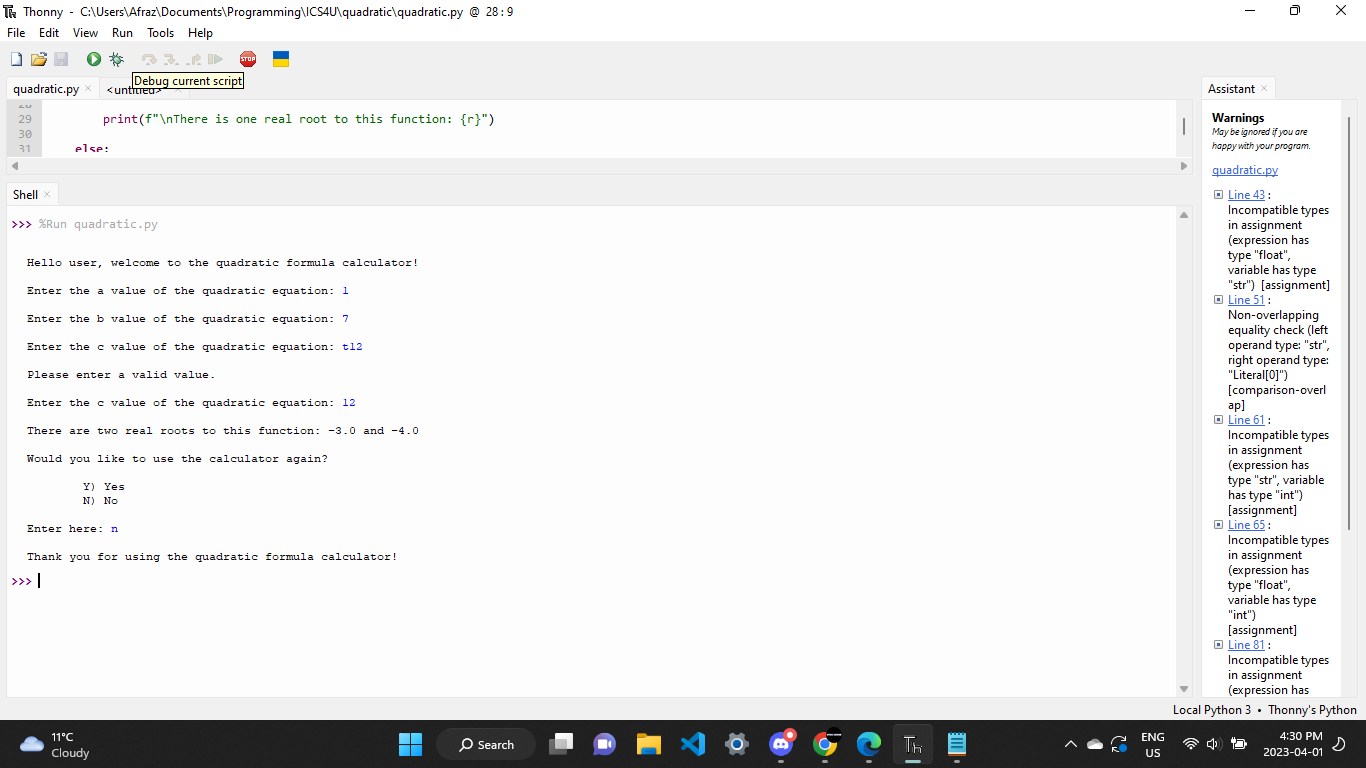 Thonny - C:\Users\Afraz\Documents\Programming\ICS4U\quadratic\quadratic.py @ 28 : 9
File Edit View Run Tools Help
STOP
Debug current script
quadratic.py × <untitled> ×
28
29 print(f"\nThere is one real root to this function: {r}")
30
31 else:
Shell ×
>>> %Run quadratic.py
Hello user, welcome to the quadratic formula calculator!
Enter the a value of the quadratic equation: 1
Enter the b value of the quadratic equation: 7
Enter the c value of the quadratic equation: t12
Please enter a valid value.
Enter the c value of the quadratic equation: 12
There are two real roots to this function: -3.0 and -4.0
Would you like to use the calculator again?
Y) Yes
N) No
Enter here: n
Thank you for using the quadratic formula calculator!
>>>
Assistant ×
Warnings
May be ignored if you are
happy with your program.
quadratic.py
Line 43 :
Incompatible types
in assignment
(expression has
type "float",
variable has type
"str") [assignment]
Line 51 :
Non-overlapping
equality check (left
operand type: "str",
right operand type:
"Literal[0]")
[comparison-overl
ap]
Line 61 :
Incompatible types
in assignment
(expression has
type "str", variable
has type "int")
[assignment]
Line 65 :
Incompatible types
in assignment
(expression has
type "float",
variable has type
"int")
[assignment]
Line 81 :
Incompatible types
in assignment
(expression has
Local Python 3 • Thonny's Python
11°C
Cloudy
Search
Th
ENG
US
4:30 PM
2023-04-01